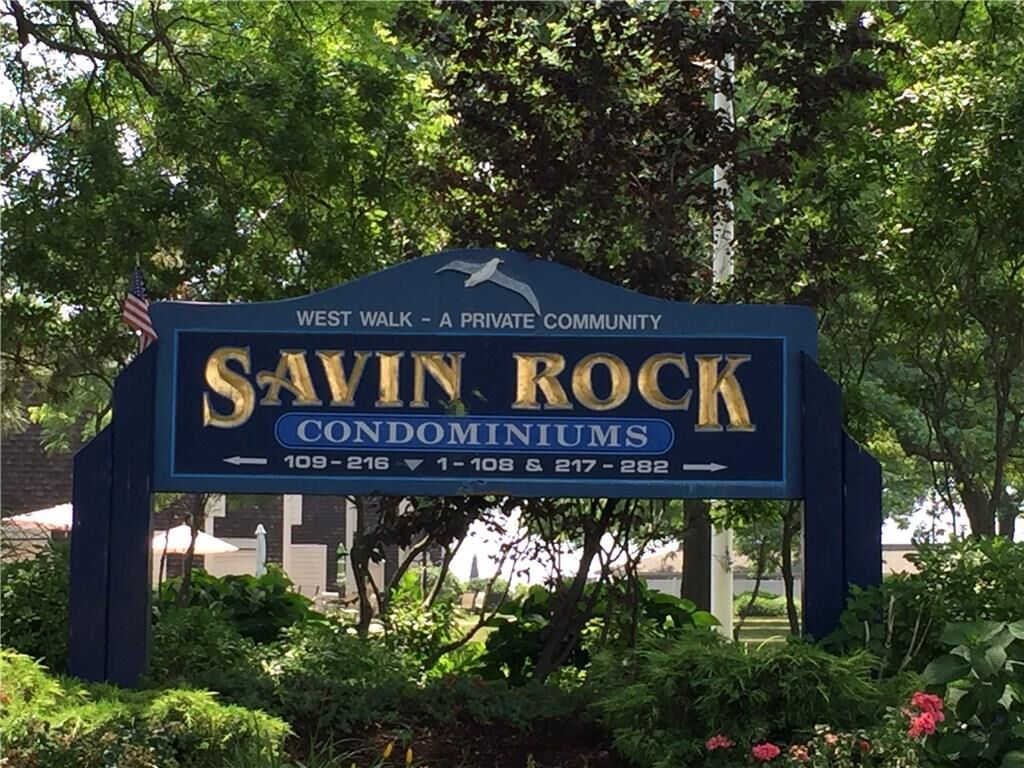 WEST WALK - A PRIVATE COMMUNITY
SAVIN ROCK
CONDOMINIUMS
← 109-216 ▼ 1-108 & 217-282 →